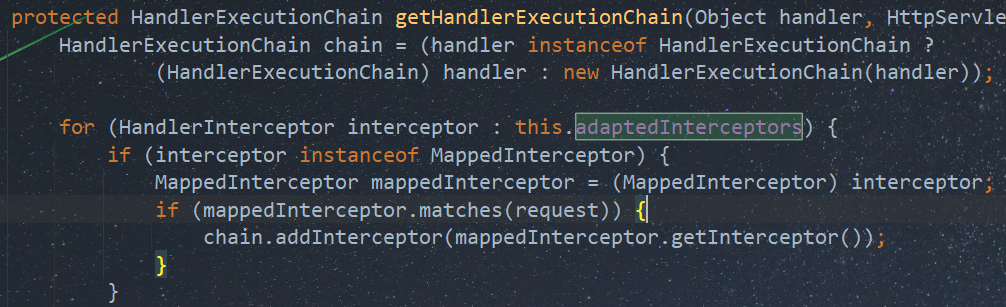 protected HandlerExecutionChain getHandlerExecutionChain(Object handler, HttpServle
HandlerExecutionChain chain = (handler instanceof HandlerExecutionChain ?
(HandlerExecutionChain) handler : new HandlerExecutionChain(handler));
for (HandlerInterceptor interceptor : this.adaptedInterceptors) {
if (interceptor instanceof MappedInterceptor) {
MappedInterceptor mappedInterceptor = (MappedInterceptor) interceptor;
if (mappedInterceptor.matches(request)) {
chain.addInterceptor(mappedInterceptor.getInterceptor());
}
}